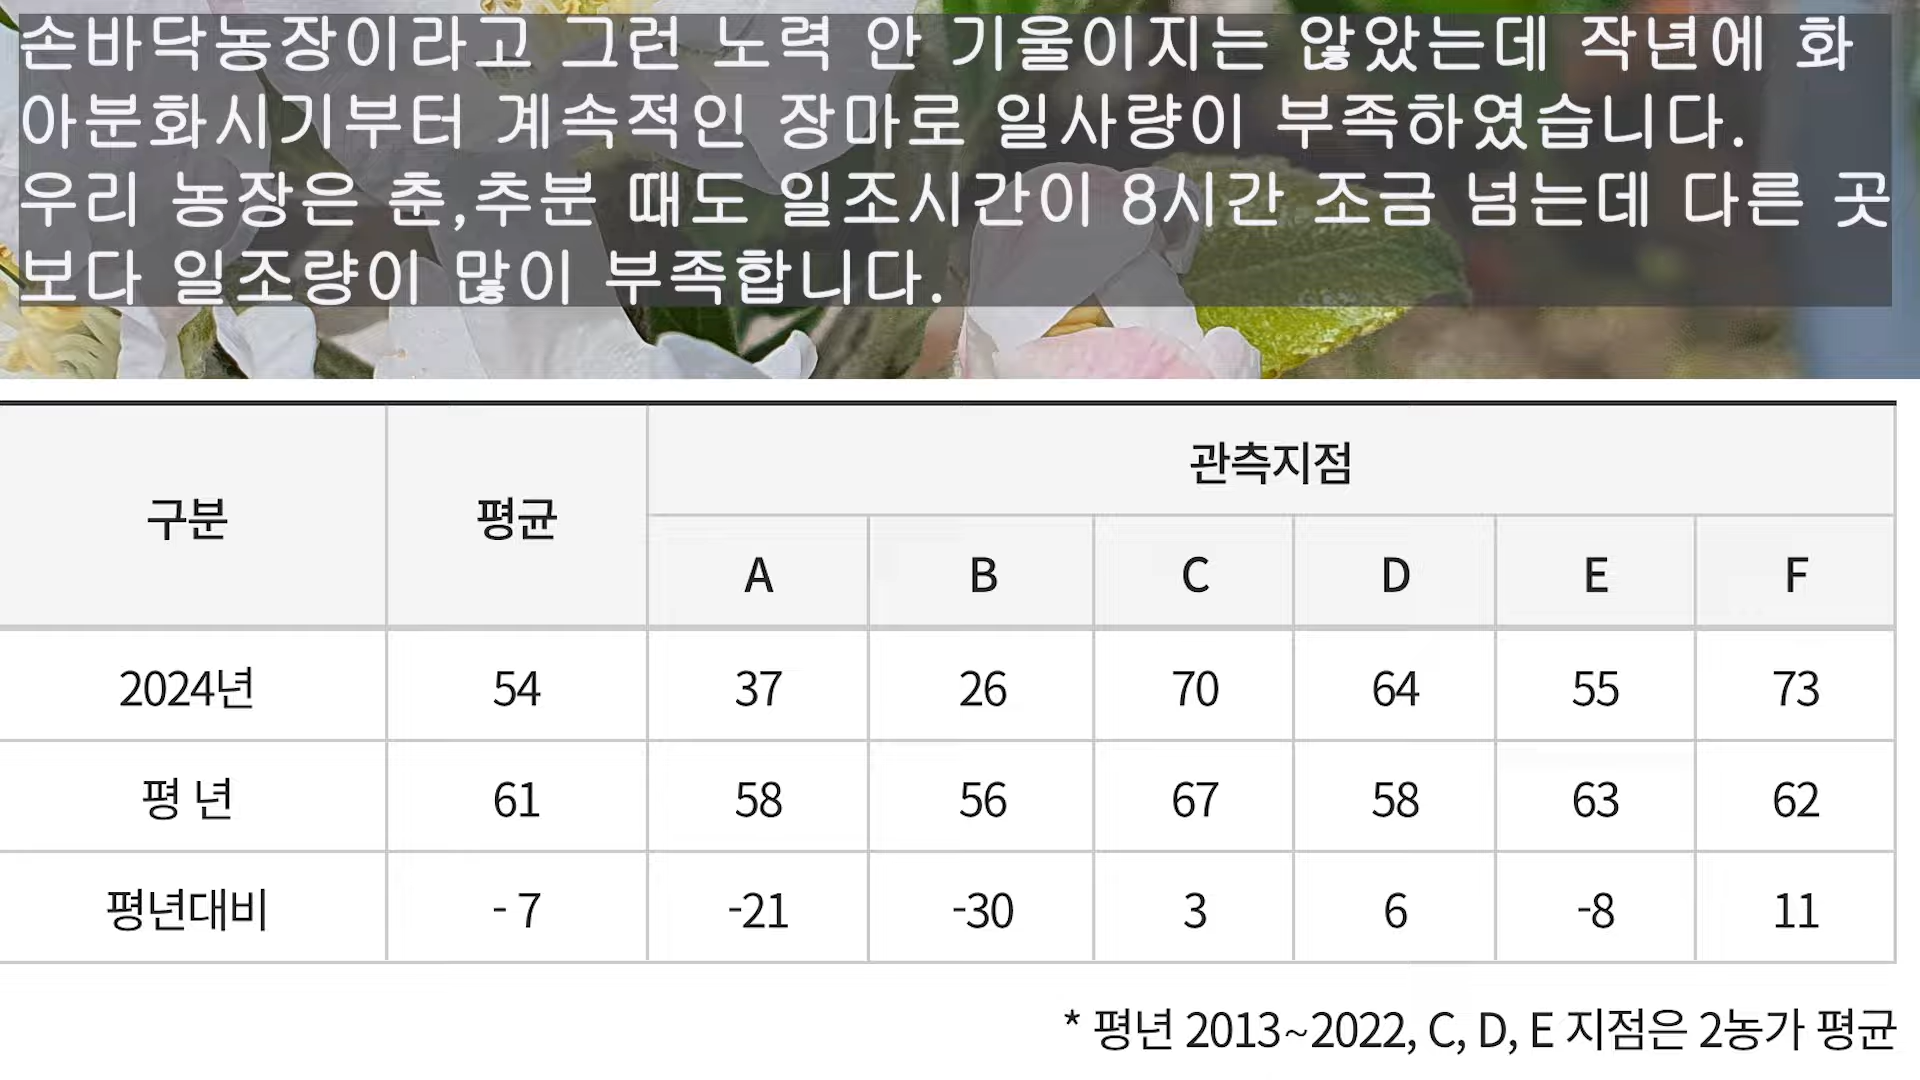 손바닥농장이라고 그런 노력 안 기울이지는 않았는데 작년에 화
아분화시기부터 계속적인 장마로 일사량이 부족하였습니다.
우리 농장은 춘,추분 때도 일조시간이 8시간 조금 넘는데 다른 곳
보다 일조량이 많이 부족합니다.
구분 평균 관측지점
A B C D E F
2024년 54 37 26 70 64 55 73
평 년 61 58 56 67 58 63 62
평년대비 - 7 -21 -30 3 6 -8 11
* 평년 2013~2022, C, D, E 지점은 2농가 평균